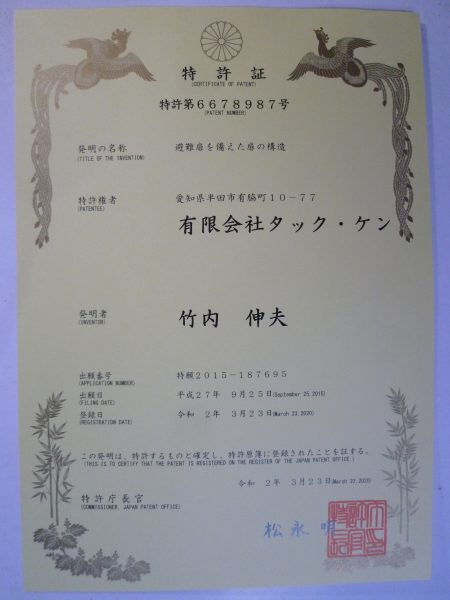 特許証
(CERTIFICATE OF PATENT)
特許第6678987号
(PATENT NUMBER)
発明の名称 避難扉を備えた扉の構造
(TITLE OF THE INVENTION)
特許権者 愛知県半田市有脇町10-77
(PATENTEE)
有限会社タック・ケン
発明者 竹内 伸夫
(INVENTOR)
出願番号 特願2015-187695
(APPLICATION NUMBER)
出願日 平成27年 9月25日(September 25,2015)
(FILING DATE)
登録日 令和 2年 3月23日(March 23,2020)
(REGISTRATION DATE)
この発明は、特許するものと確定し、特許原簿に登録されたことを証する。
(THIS IS TO CERTIFY THAT THE PATENT IS REGISTERED ON THE REGISTER OF THE JAPAN PATENT OFFICE.)
令和 2年 3月23日(March 23,2020)
特許庁長官
(COMMISSIONER, JAPAN PATENT OFFICE)
松永 明